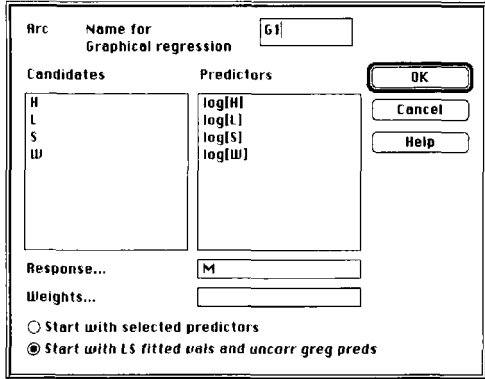 Arc Name for G1
Graphical regression
Candidates Predictors
H
L
S
W
log[H]
log[L]
log[S]
log[W]
OK
Cancel
Help
Response... M
Weights...
Start with selected predictors
Start with LS fitted vals and uncorr greg preds